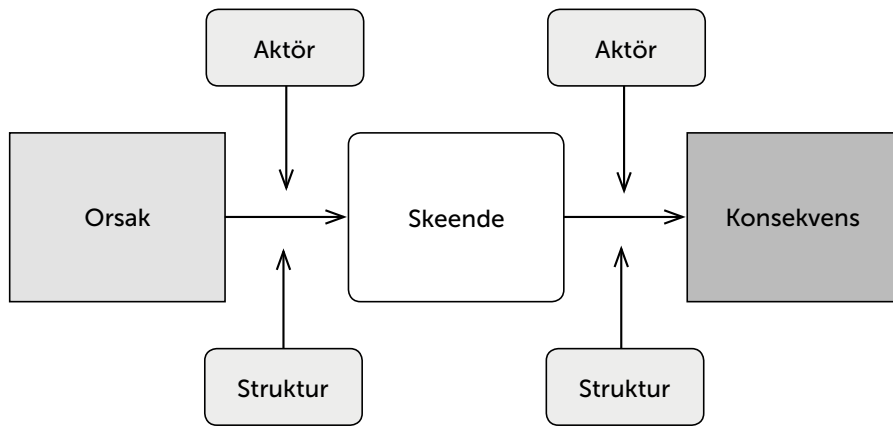 Aktör
Aktör
Orsak
Skeende
Konsekvens
Struktur
Struktur